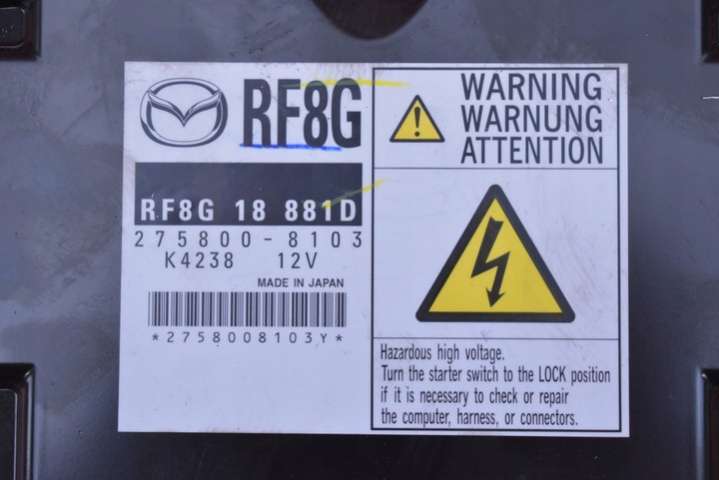 RF8G
RF8G 18 881D
275800-8103
K4238 12V
MADE IN JAPAN
*2758008103Y*
WARNING
WARNUNG
ATTENTION
Hazardous high voltage.
Turn the starter switch to the LOCK position
if it is necessary to check or repair
the computer, harness, or connectors.